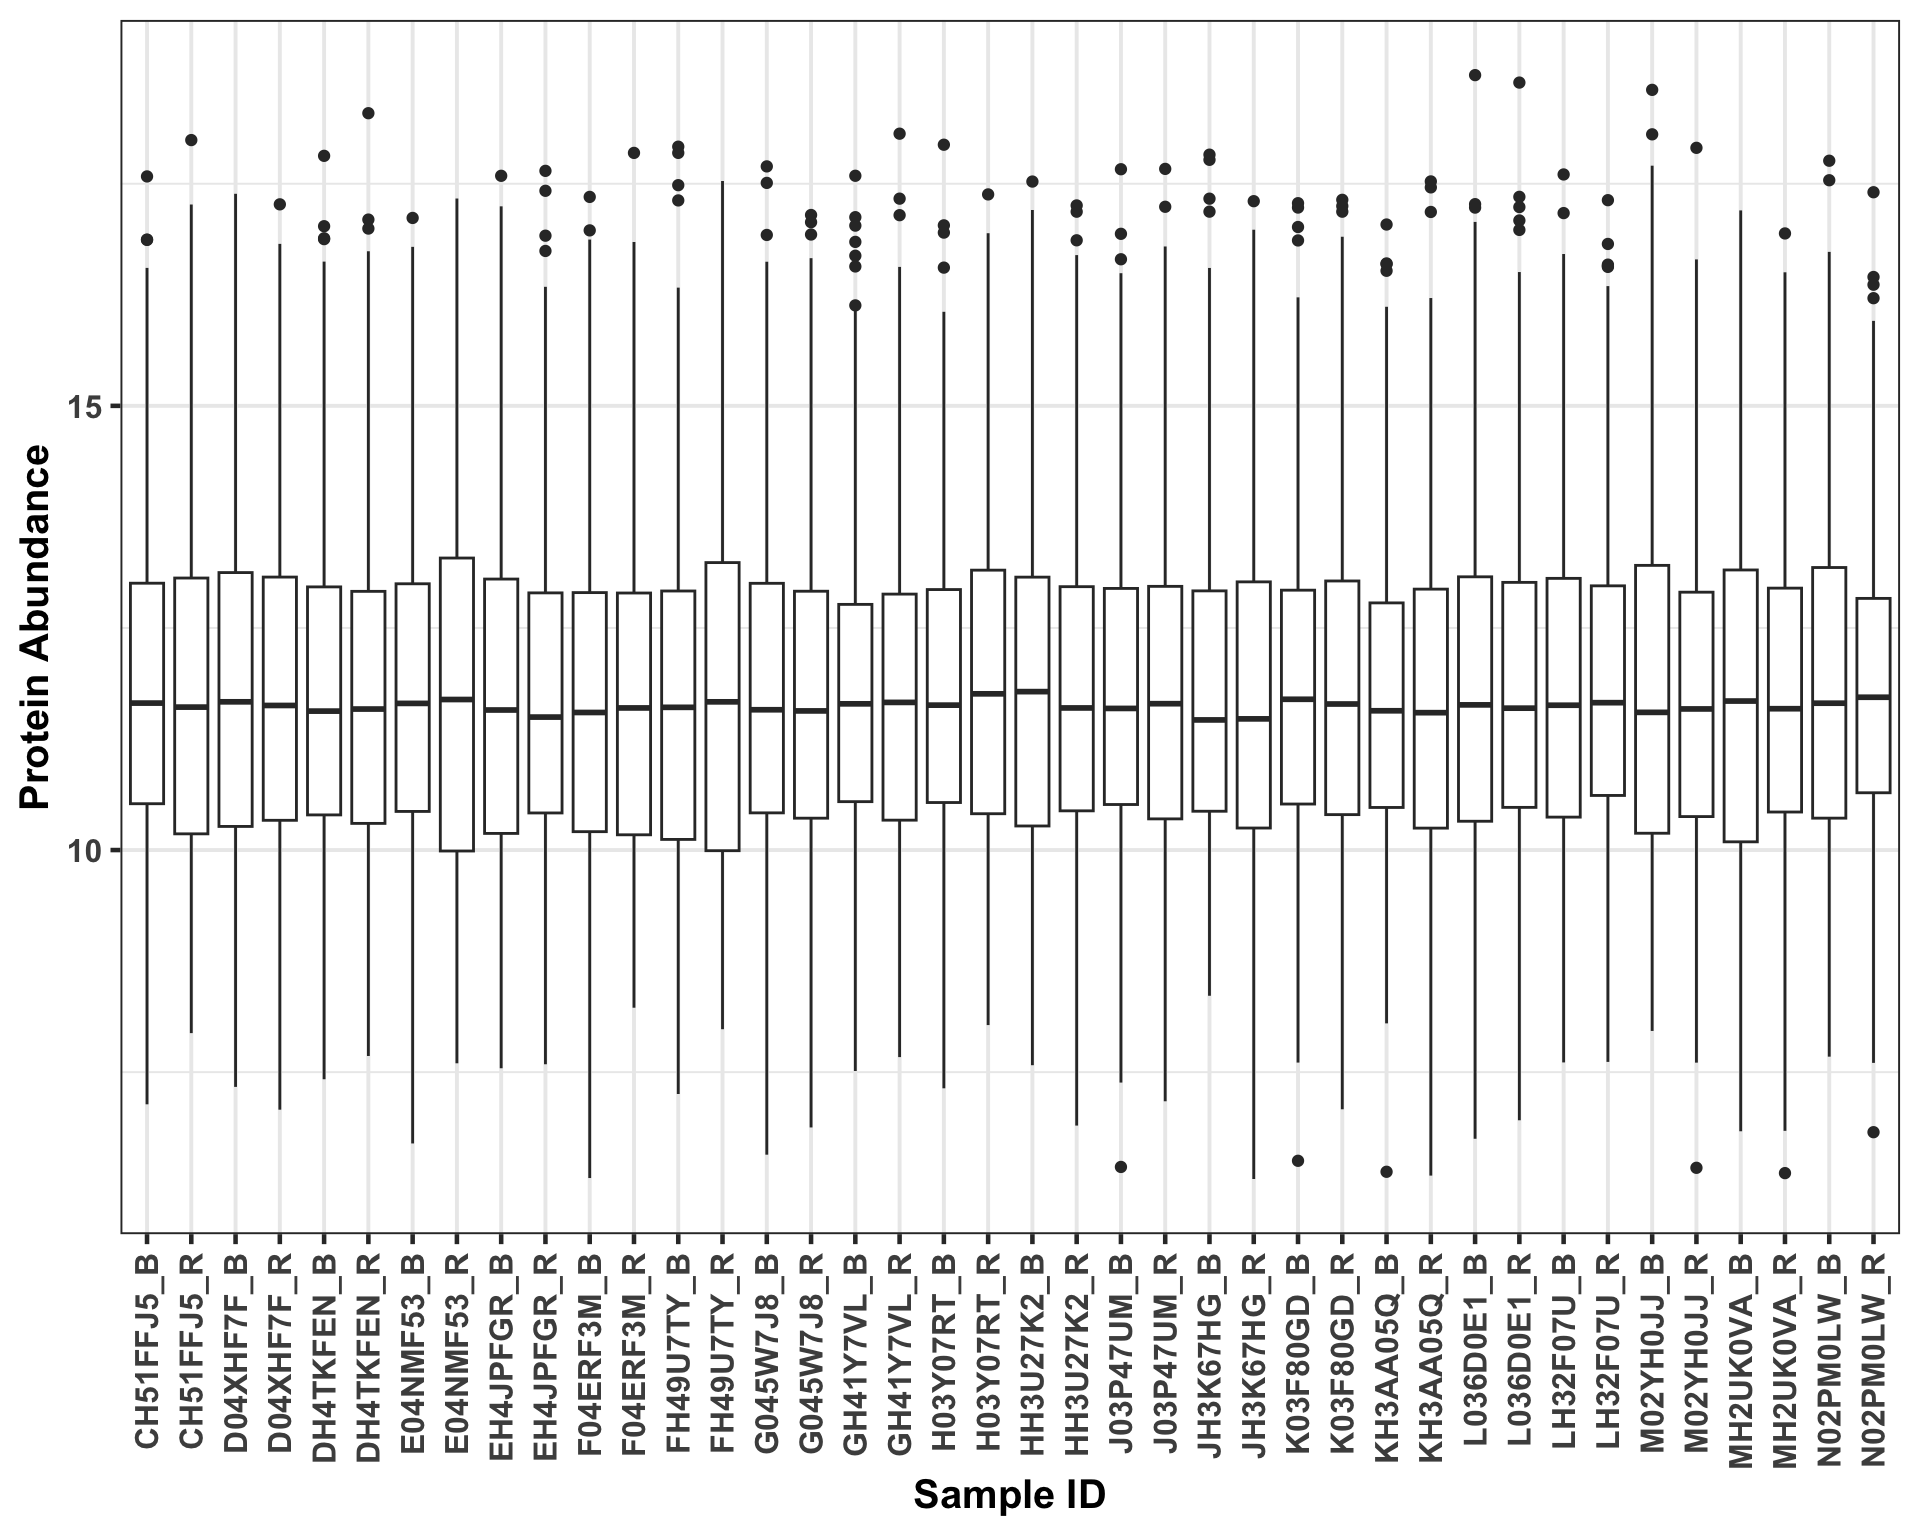 Protein Abundance
15
10
CH51FFJ5_B
CH51FFJ5_R
D04XHF7F_B
D04XHF7F_R
DH4TKFEN_B
DH4TKFEN_R
E04NMF53_B
E04NMF53_R
EH4JPFGR_B
EH4JPFGR_R
F04ERF3M_B
F04ERF3M_R
FH49U7TY_B
FH49U7TY_R
G045W7J8_B
G045W7J8_R
GH41Y7VL_B
GH41Y7VL_R
H03Y07RT_B
H03Y07RT_R
HH3U27K2_B
HH3U27K2_R
J03P47UM_B
J03P47UM_R
JH3K67HG_B
JH3K67HG_R
K03F80GD_B
K03F80GD_R
KH3AA05Q_B
KH3AA05Q_R
L036D0E1_B
L036D0E1_R
LH32F07U_B
LH32F07U_R
M02YH0JJ_B
M02YH0JJ_R
MH2UK0VA_B
MH2UK0VA_R
N02PM0LW_B
N02PM0LW_R
Sample ID